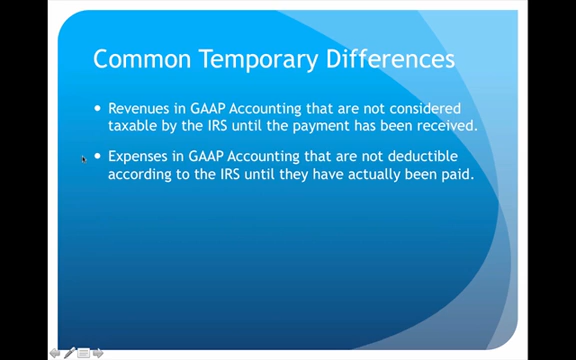 Common Temporary Differences
• Revenues in GAAP Accounting that are not considered
taxable by the IRS until the payment has been received.
• Expenses in GAAP Accounting that are not deductible
according to the IRS until they have actually been paid.